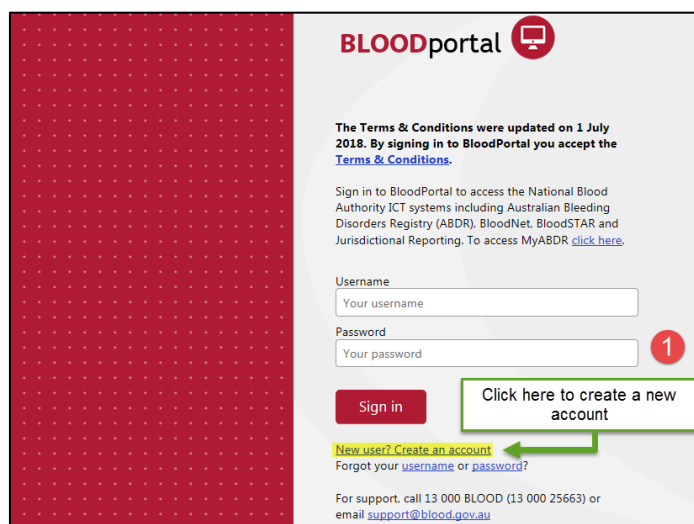 BLOODportal
The Terms & Conditions were updated on 1 July
2018. By signing in to BloodPortal you accept the
Terms & Conditions.
Sign in to BloodPortal to access the National Blood
Authority ICT systems including Australian Bleeding
Disorders Registry (ABDR), BloodNet, BloodSTAR and
Jurisdictional Reporting. To access MyABDR click here.
Username
Your username
Password
Your password
1
Sign in
Click here to create a new
account
New user? Create an account
Forgot your username or password?
For support, call 13 000 BLOOD (13 000 25663) or
email support@blood.gov.au